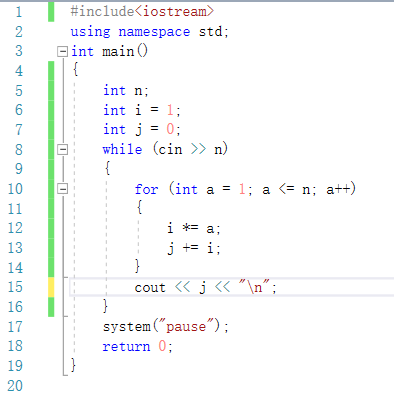 1 #include<iostream>
2 using namespace std;
3 int main()
4 {
5 int n;
6 int i = 1;
7 int j = 0;
8 while (cin >> n)
9 {
10 for (int a = 1; a <= n; a++)
11 {
12 i *= a;
13 j += i;
14 }
15 cout << j << "\n";
16 }
17 system("pause");
18 return 0;
19 }
20